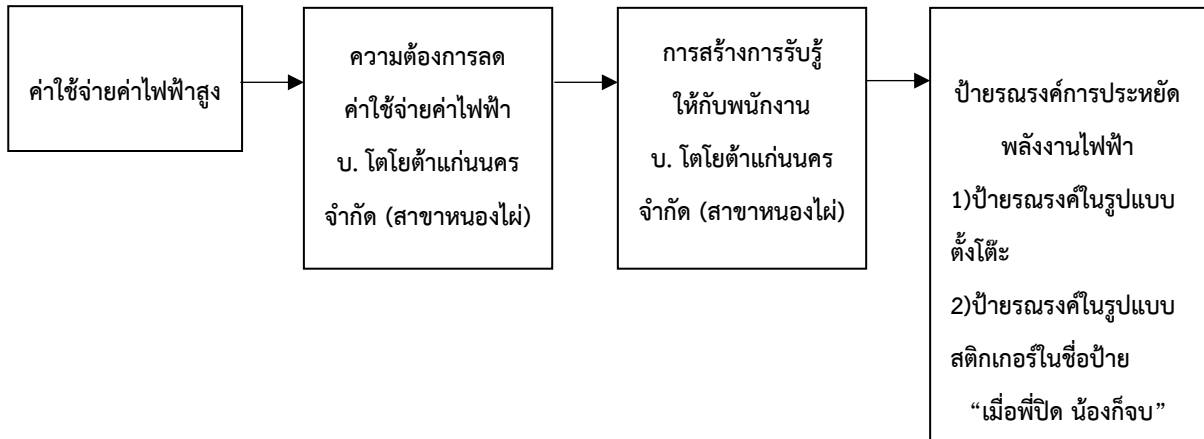 ค่าใช้จ่ายค่าไฟฟ้าสูง
ความต้องการลด
ค่าใช้จ่ายค่าไฟฟ้า
บ. โตโยต้าแก่นนคร
จำกัด (สาขาหนองไผ่)
การสร้างการรับรู้
ให้กับพนักงาน
บ. โตโยต้าแก่นนคร
จำกัด (สาขาหนองไผ่)
ป้ายรณรงค์การประหยัด
พลังงานไฟฟ้า
1)ป้ายรณรงค์ในรูปแบบ
ตั้งโต๊ะ
2)ป้ายรณรงค์ในรูปแบบ
สติกเกอร์ในชื่อป้าย
“เมื่อพี่ปิด น้องก็จบ”